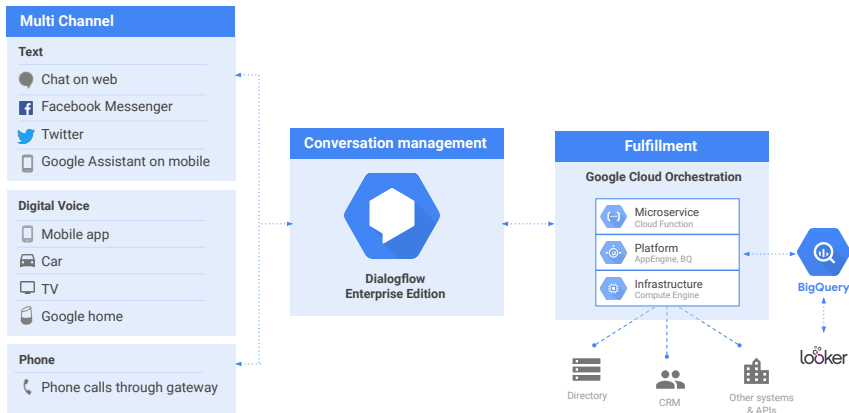 Multi Channel
Text
Chat on web
Facebook Messenger
Twitter
Google Assistant on mobile
Digital Voice
Mobile app
Car
TV
Google home
Phone
Phone calls through gateway
Conversation management
Dialogflow
Enterprise Edition
Fulfillment
Google Cloud Orchestration
Microservice
Cloud Function
Platform
AppEngine, BQ
Infrastructure
Compute Engine
Directory
CRM
Other systems
& APIs
BigQuery
looker